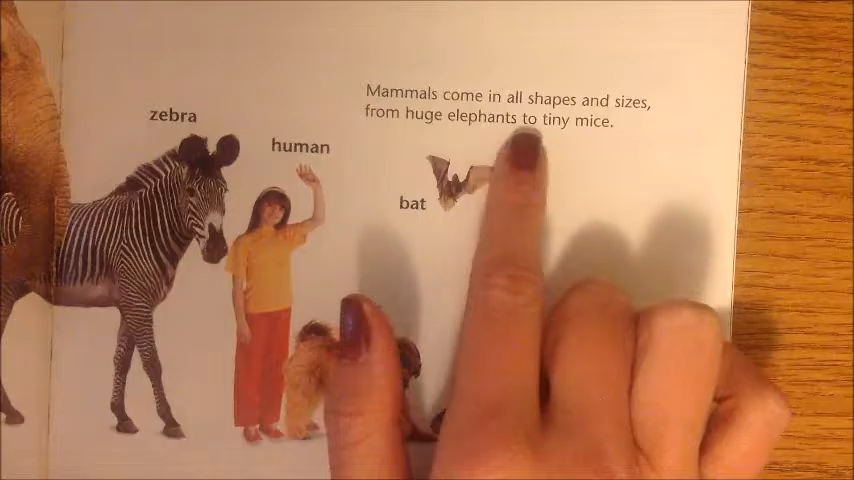 Mammals come in all shapes and sizes,
from huge elephants to tiny mice.
zebra
human
bat